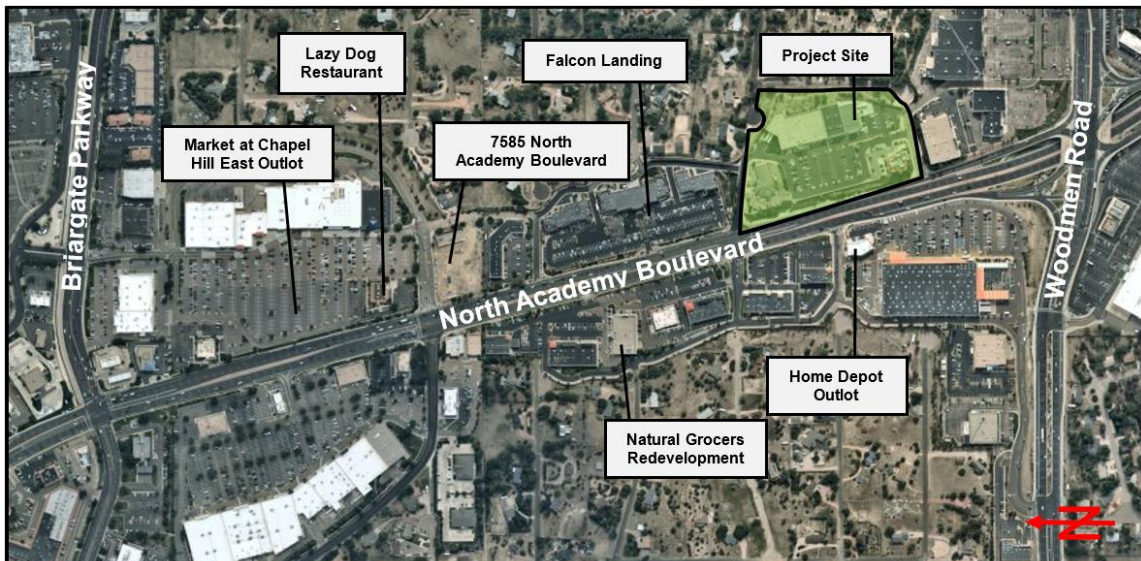 Lazy Dog
Restaurant
Falcon Landing
Project Site
Market at Chapel
Hill East Outlot
7585 North
Academy Boulevard
Briargate Parkway
North Academy Boulevard
Woodmen Road
Home Depot
Outlot
Natural Grocers
Redevelopment
N